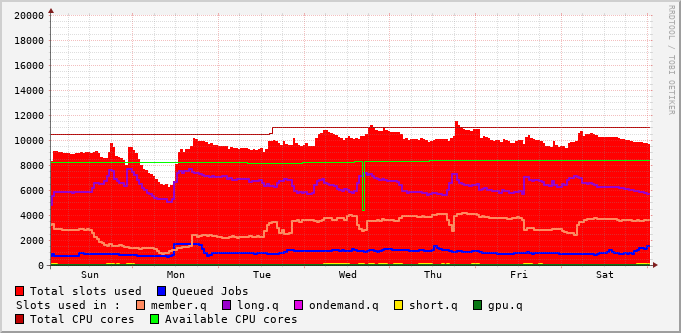 20000
18000
16000
14000
12000
10000
8000
6000
4000
2000
0
Sun Mon Tue Wed Thu Fri Sat
Total slots used Queued Jobs
Slots used in : member.q long.q ondemand.q short.q gpu.q
Total CPU cores Available CPU cores
RRDTOOL / TOBI OETIKER